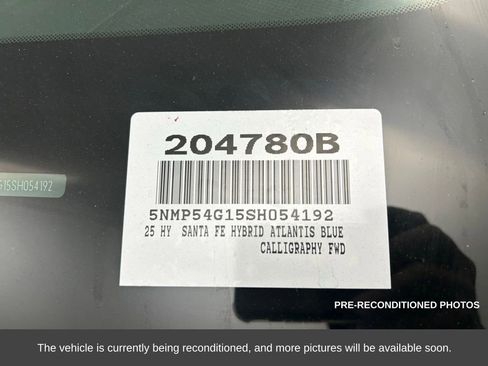 204780B
G15SH054192
5NMP54G15SH054192
25 HY SANTA FE HYBRID ATLANTIS BLUE
CALLIGRAPHY FWD
PRE-RECONDITIONED PHOTOS
The vehicle is currently being reconditioned, and more pictures will be available soon.